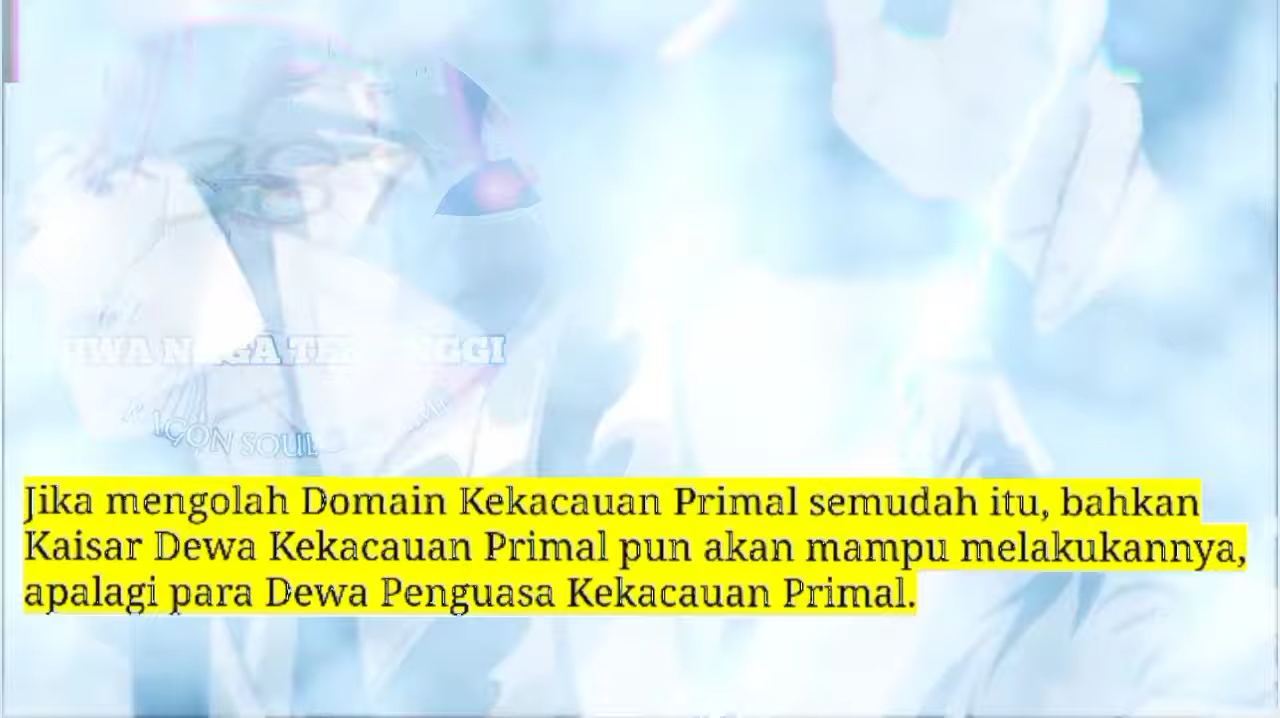 SOUL
Jika mengolah Domain Kekacauan Primal semudah itu, bahkan
Kaisar Dewa Kekacauan Primal pun akan mampu melakukannya,
apalagi para Dewa Penguasa Kekacauan Primal.